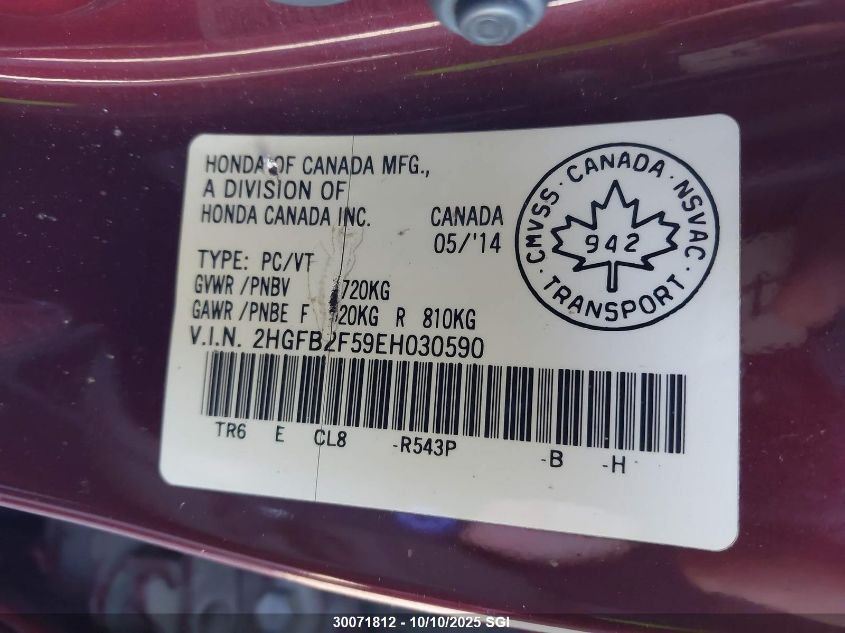 HONDA OF CANADA MFG.,
A DIVISION OF
HONDA CANADA INC.
CANADA
05/'14
TYPE: PC/VT
GVWR /PNBV 720KG
GAWR /PNBE F 20KG R 810KG
V.I.N. 2HGFB2F59EH030590
TR6 E CL8 -R543P -B -H
CMVSS · CANADA · NSVAC
942
· TRANSPORT ·
30071812 - 10/10/2025 SGI